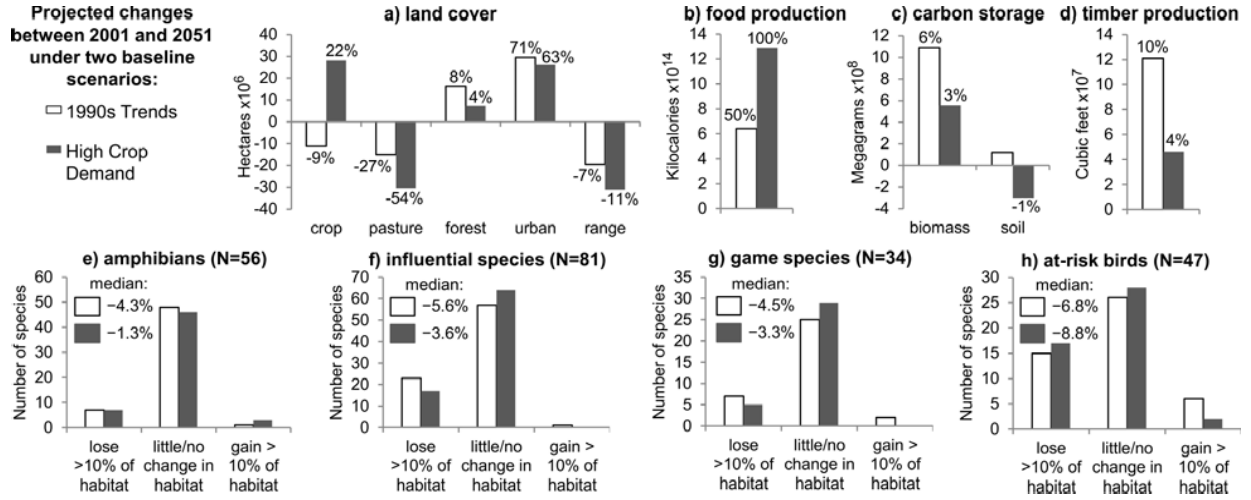 Projected changes
between 2001 and 2051
under two baseline
scenarios:
1990s Trends
High Crop
Demand
a) land cover
Hectares x10⁶
40
30
20
10
0
-10
-20
-30
-40
-9%
22%
-27%
-54%
8%
4%
71%
63%
-7%
-11%
crop pasture forest urban range
b) food production
Kilocalories x10¹⁴
14
12
10
8
6
4
2
0
50%
100%
c) carbon storage
Megagrams x10⁸
12
10
8
6
4
2
0
-2
-4
6%
3%
-1%
biomass soil
d) timber production
Cubic feet x10⁷
14
12
10
8
6
4
2
0
10%
4%
e) amphibians (N=56)
Number of species
60
50
40
30
20
10
0
median:
−4.3%
−1.3%
lose >10% of habitat
little/no change in habitat
gain > 10% of habitat
f) influential species (N=81)
Number of species
70
60
50
40
30
20
10
0
median:
−5.6%
−3.6%
lose >10% of habitat
little/no change in habitat
gain > 10% of habitat
g) game species (N=34)
Number of species
35
30
25
20
15
10
5
0
median:
−4.5%
−3.3%
lose >10% of habitat
little/no change in habitat
gain > 10% of habitat
h) at-risk birds (N=47)
Number of species
30
25
20
15
10
5
0
median:
−6.8%
−8.8%
lose >10% of habitat
little/no change in habitat
gain > 10% of habitat